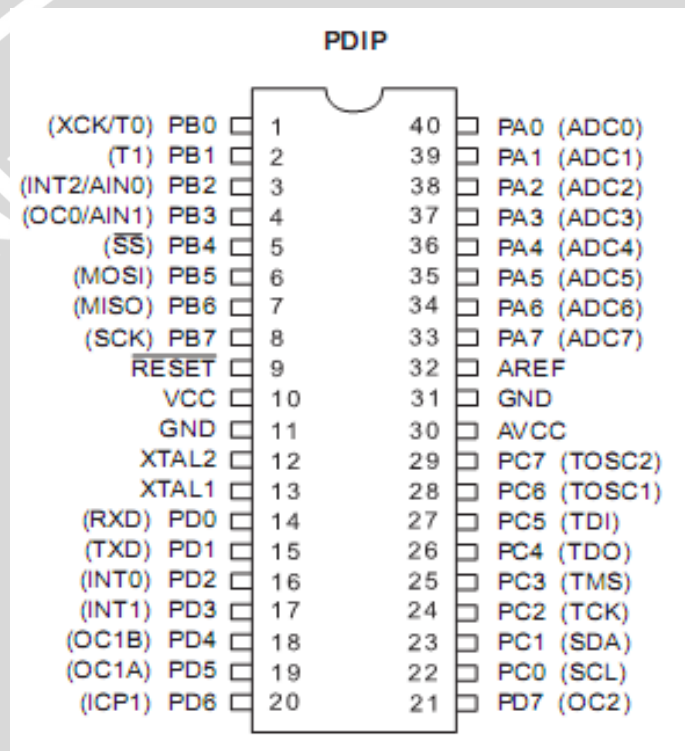 PDIP
(XCK/T0) PB0 1 40 PA0 (ADC0)
(T1) PB1 2 39 PA1 (ADC1)
(INT2/AIN0) PB2 3 38 PA2 (ADC2)
(OC0/AIN1) PB3 4 37 PA3 (ADC3)
(S̅S̅) PB4 5 36 PA4 (ADC4)
(MOSI) PB5 6 35 PA5 (ADC5)
(MISO) PB6 7 34 PA6 (ADC6)
(SCK) PB7 8 33 PA7 (ADC7)
R̅E̅S̅E̅T̅ 9 32 AREF
VCC 10 31 GND
GND 11 30 AVCC
XTAL2 12 29 PC7 (TOSC2)
XTAL1 13 28 PC6 (TOSC1)
(RXD) PD0 14 27 PC5 (TDI)
(TXD) PD1 15 26 PC4 (TDO)
(INT0) PD2 16 25 PC3 (TMS)
(INT1) PD3 17 24 PC2 (TCK)
(OC1B) PD4 18 23 PC1 (SDA)
(OC1A) PD5 19 22 PC0 (SCL)
(ICP1) PD6 20 21 PD7 (OC2)